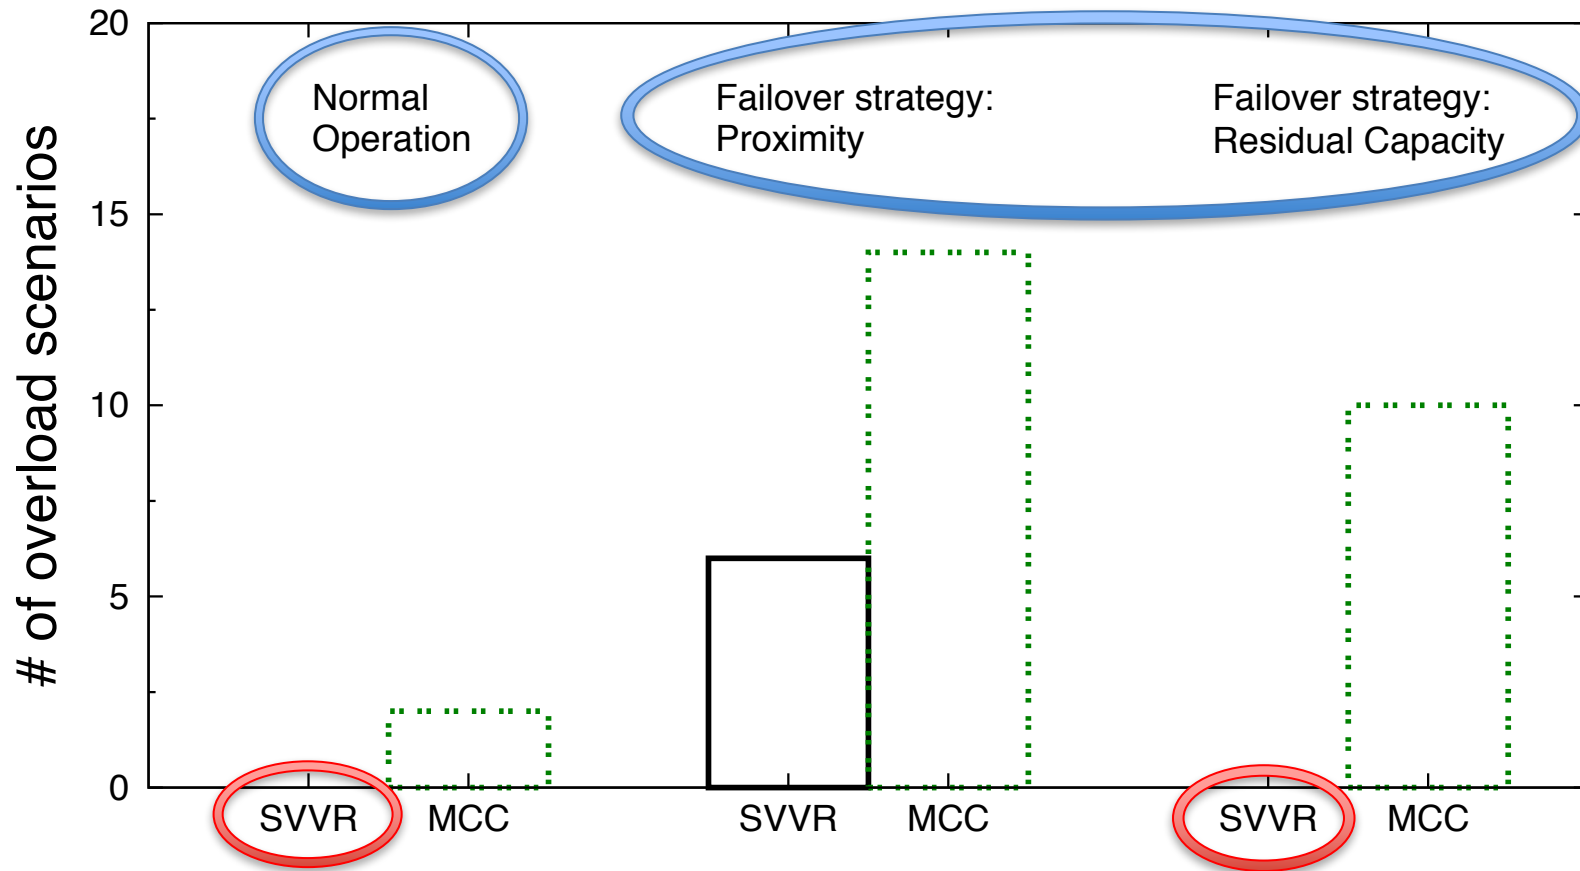 # of overload scenarios
20
15
10
5
0
Normal
Operation
Failover strategy:
Proximity
Failover strategy:
Residual Capacity
SVVR
MCC
SVVR
MCC
SVVR
MCC